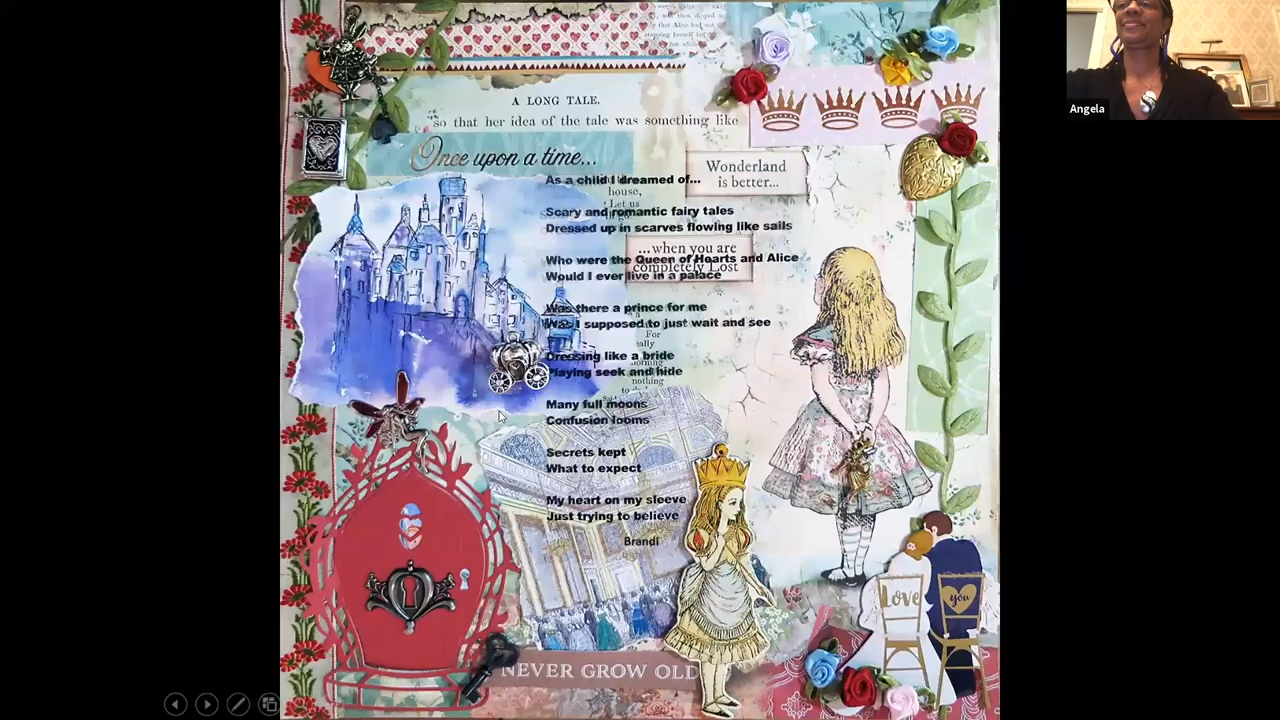 A LONG TALE.
so that her idea of the tale was something like
Once upon a time...
Wonderland
is better...
As a child I dreamed of...
house,
Let us
Scary and romantic fairy tales
Dressed up in scarves flowing like sails
...when you are
completely Lost
Who were the Queen of Hearts and Alice
Would I ever live in a palace
Was there a prince for me
Was I supposed to just wait and see
For
Dressing like a bride
Playing seek and hide
nothing
Many full moons
Confusion looms
Secrets kept
What to expect
My heart on my sleeve
Just trying to believe
Brandi
Love
you
NEVER GROW OLD
Angela